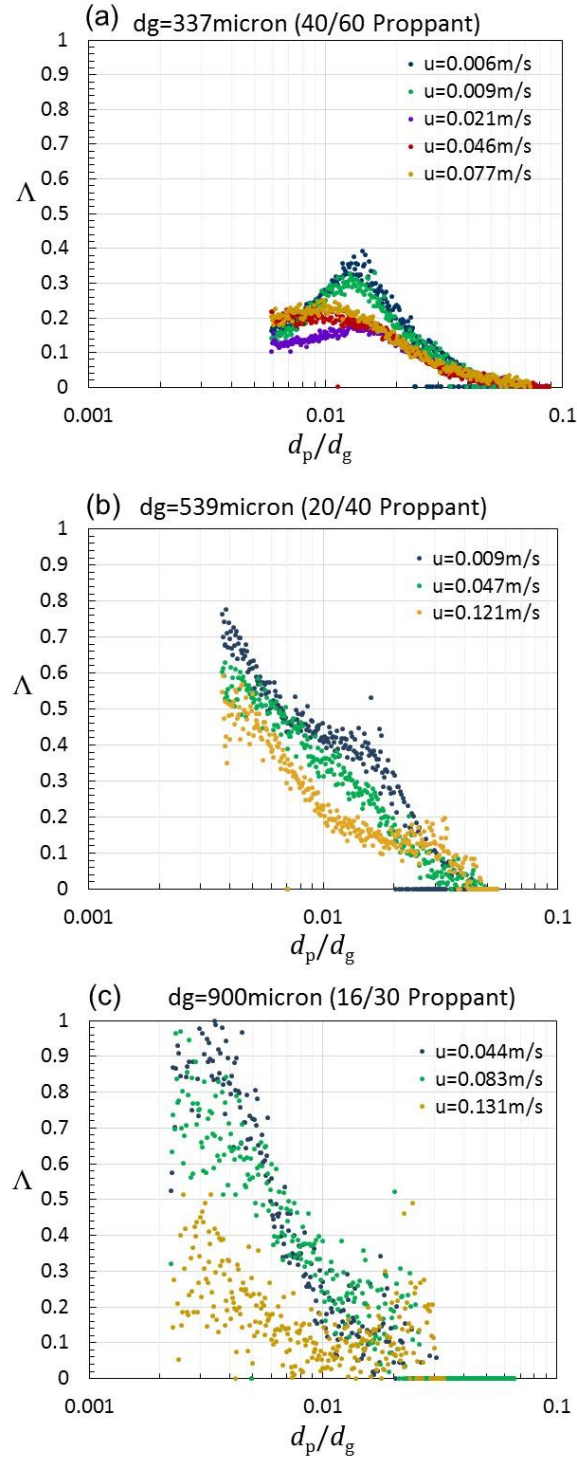 (a)
dg=337micron (40/60 Proppant)
1
0.9
0.8
0.7
0.6
0.5
0.4
0.3
0.2
0.1
0
Λ
u=0.006m/s
u=0.009m/s
u=0.021m/s
u=0.046m/s
u=0.077m/s
0.001 0.01 0.1
dp/dg
(b)
dg=539micron (20/40 Proppant)
1
0.9
0.8
0.7
0.6
0.5
0.4
0.3
0.2
0.1
0
Λ
u=0.009m/s
u=0.047m/s
u=0.121m/s
0.001 0.01 0.1
dp/dg
(c)
dg=900micron (16/30 Proppant)
1
0.9
0.8
0.7
0.6
0.5
0.4
0.3
0.2
0.1
0
Λ
u=0.044m/s
u=0.083m/s
u=0.131m/s
0.001 0.01 0.1
dp/dg